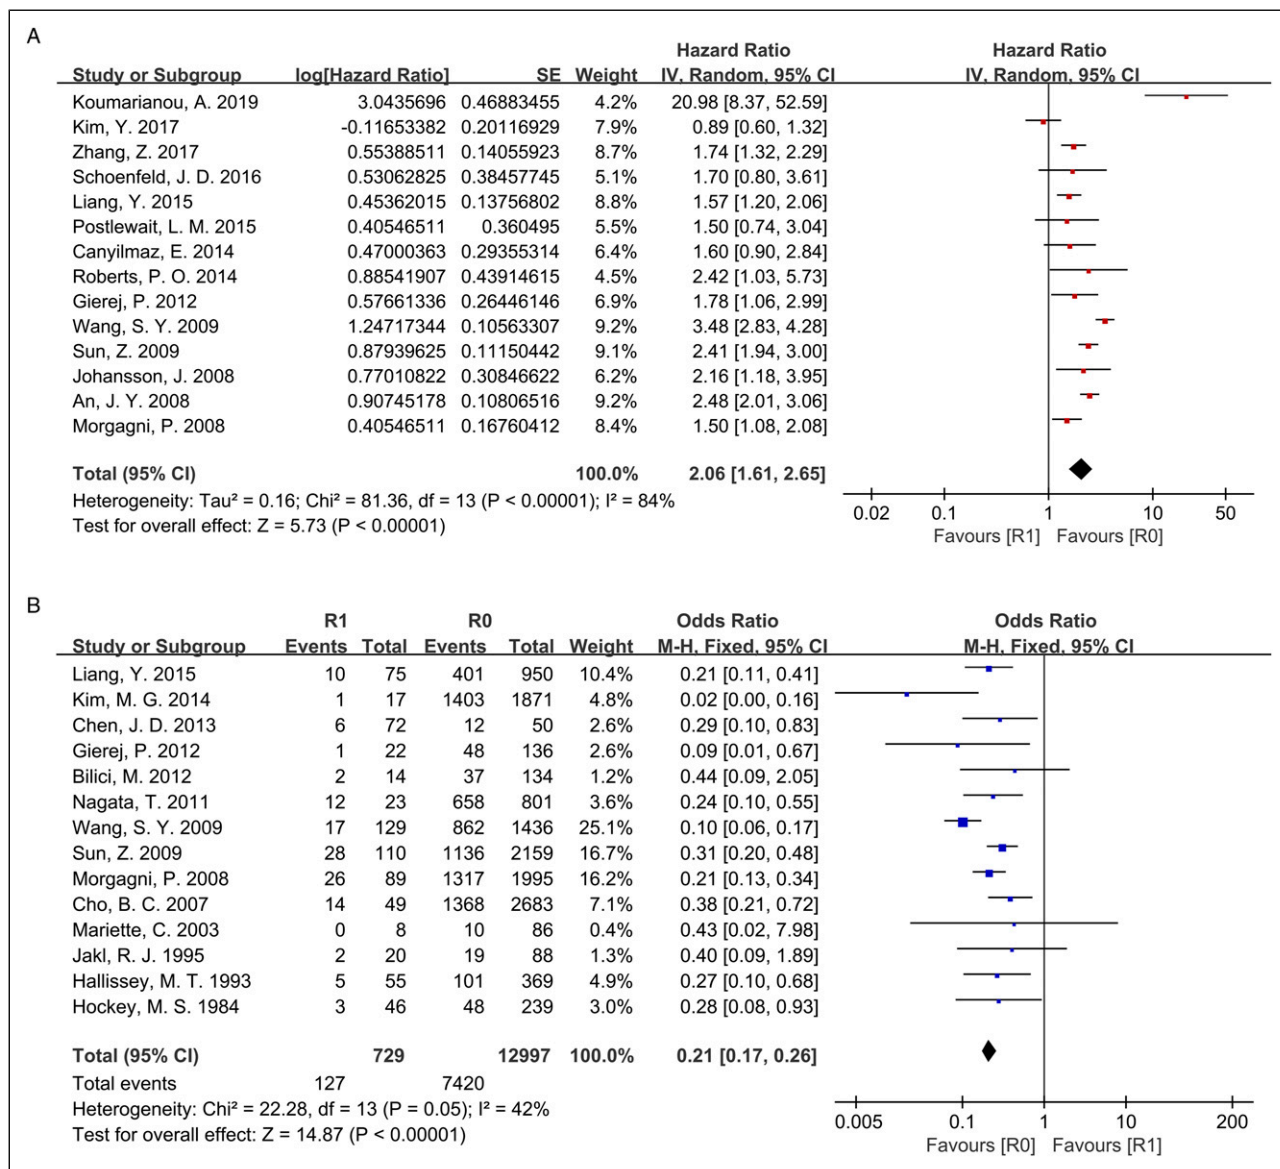 A
Hazard Ratio Hazard Ratio
Study or Subgroup log[Hazard Ratio] SE Weight IV, Random, 95% CI IV, Random, 95% CI
Koumarianou, A. 2019 3.0435696 0.46883455 4.2% 20.98 [8.37, 52.59]
Kim, Y. 2017 -0.11653382 0.20116929 7.9% 0.89 [0.60, 1.32]
Zhang, Z. 2017 0.55388511 0.14055923 8.7% 1.74 [1.32, 2.29]
Schoenfeld, J. D. 2016 0.53062825 0.38457745 5.1% 1.70 [0.80, 3.61]
Liang, Y. 2015 0.45362015 0.13756802 8.8% 1.57 [1.20, 2.06]
Postlewait, L. M. 2015 0.40546511 0.360495 5.5% 1.50 [0.74, 3.04]
Canyilmaz, E. 2014 0.47000363 0.29355314 6.4% 1.60 [0.90, 2.84]
Roberts, P. O. 2014 0.88541907 0.43914615 4.5% 2.42 [1.03, 5.73]
Gierej, P. 2012 0.57661336 0.26446146 6.9% 1.78 [1.06, 2.99]
Wang, S. Y. 2009 1.24717344 0.10563307 9.2% 3.48 [2.83, 4.28]
Sun, Z. 2009 0.87939625 0.11150442 9.1% 2.41 [1.94, 3.00]
Johansson, J. 2008 0.77010822 0.30846622 6.2% 2.16 [1.18, 3.95]
An, J. Y. 2008 0.90745178 0.10806516 9.2% 2.48 [2.01, 3.06]
Morgagni, P. 2008 0.40546511 0.16760412 8.4% 1.50 [1.08, 2.08]
Total (95% CI) 100.0% 2.06 [1.61, 2.65]
Heterogeneity: Tau² = 0.16; Chi² = 81.36, df = 13 (P < 0.00001); I² = 84%
Test for overall effect: Z = 5.73 (P < 0.00001)
0.02 0.1 1 10 50
Favours [R1] Favours [R0]
B
R1 R0 Odds Ratio Odds Ratio
Study or Subgroup Events Total Events Total Weight M-H, Fixed, 95% CI M-H, Fixed, 95% CI
Liang, Y. 2015 10 75 401 950 10.4% 0.21 [0.11, 0.41]
Kim, M. G. 2014 1 17 1403 1871 4.8% 0.02 [0.00, 0.16]
Chen, J. D. 2013 6 72 12 50 2.6% 0.29 [0.10, 0.83]
Gierej, P. 2012 1 22 48 136 2.6% 0.09 [0.01, 0.67]
Bilici, M. 2012 2 14 37 134 1.2% 0.44 [0.09, 2.05]
Nagata, T. 2011 12 23 658 801 3.6% 0.24 [0.10, 0.55]
Wang, S. Y. 2009 17 129 862 1436 25.1% 0.10 [0.06, 0.17]
Sun, Z. 2009 28 110 1136 2159 16.7% 0.31 [0.20, 0.48]
Morgagni, P. 2008 26 89 1317 1995 16.2% 0.21 [0.13, 0.34]
Cho, B. C. 2007 14 49 1368 2683 7.1% 0.38 [0.21, 0.72]
Mariette, C. 2003 0 8 10 86 0.4% 0.43 [0.02, 7.98]
Jakl, R. J. 1995 2 20 19 88 1.3% 0.40 [0.09, 1.89]
Hallissey, M. T. 1993 5 55 101 369 4.9% 0.27 [0.10, 0.68]
Hockey, M. S. 1984 3 46 48 239 3.0% 0.28 [0.08, 0.93]
Total (95% CI) 729 12997 100.0% 0.21 [0.17, 0.26]
Total events 127 7420
Heterogeneity: Chi² = 22.28, df = 13 (P = 0.05); I² = 42%
Test for overall effect: Z = 14.87 (P < 0.00001)
0.005 0.1 1 10 200
Favours [R0] Favours [R1]